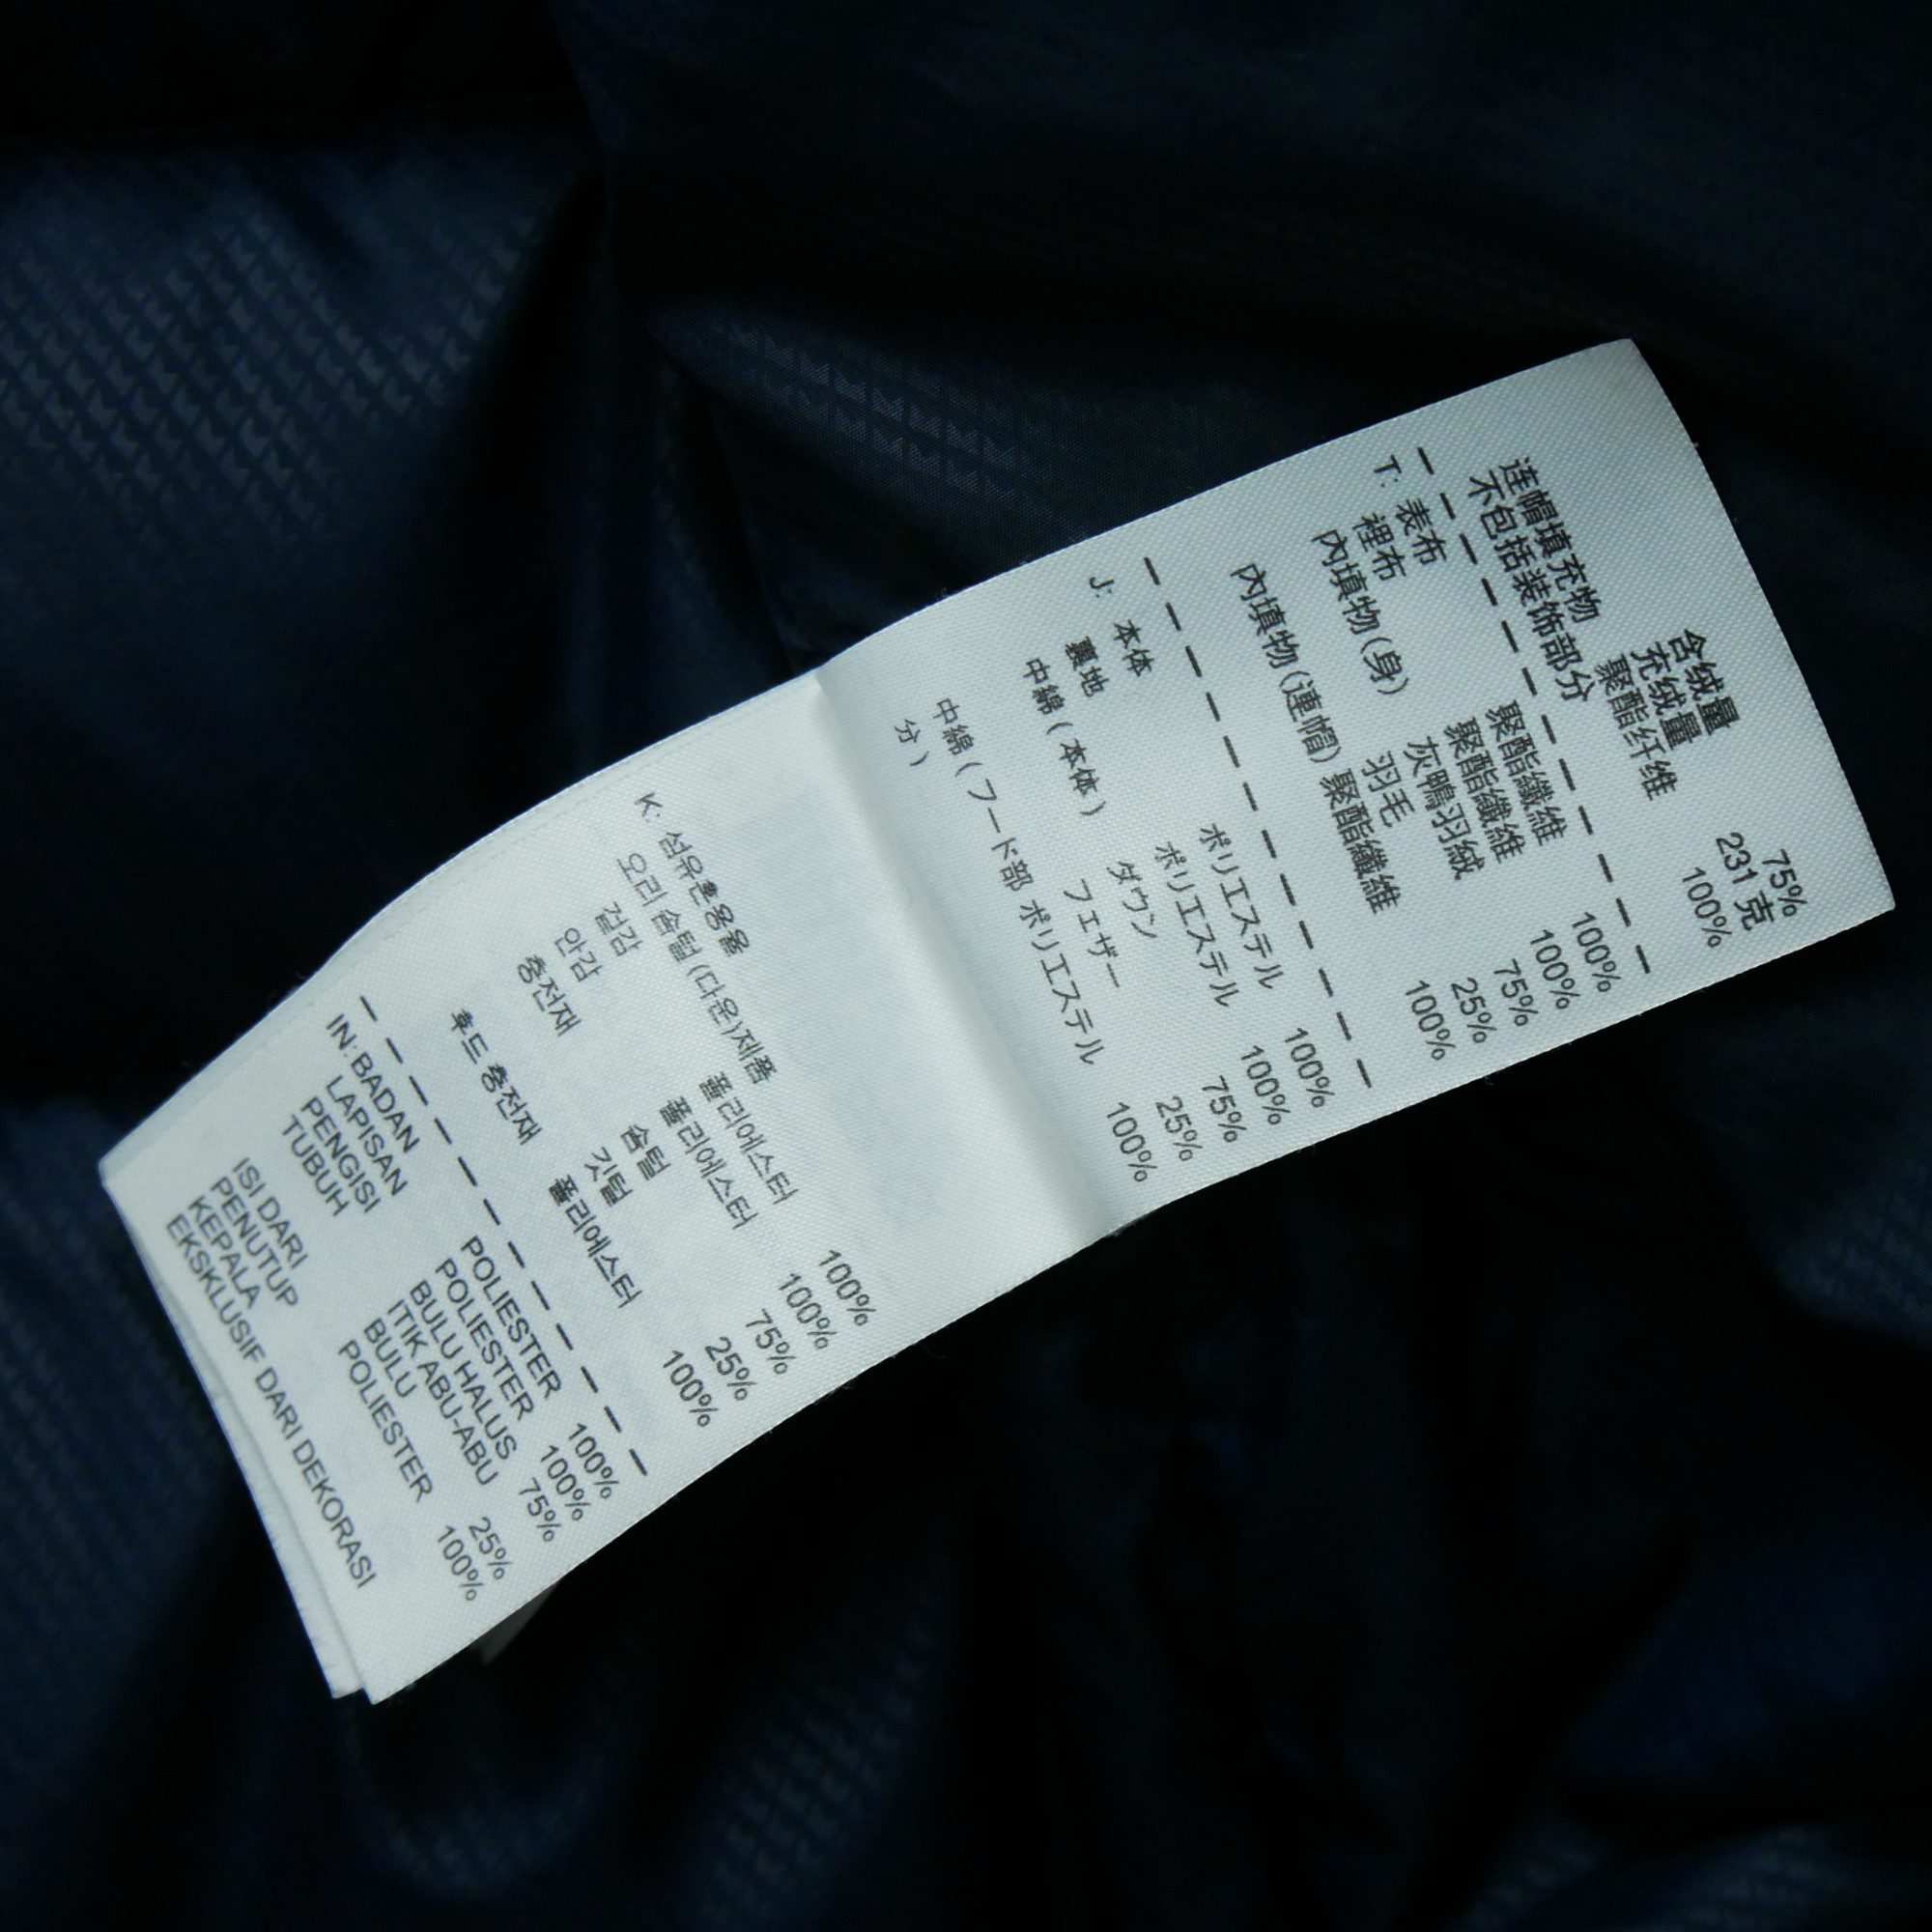 含绒量 75%
充绒量 231 克
连帽填充物 聚酯纤维 100%
不包括装饰部分
T: 表布 聚酯纖維 100%
裡布 聚酯纖維 100%
內填物(身) 灰鴨羽絨 75%
羽毛 25%
內填物(連帽) 聚酯纖維 100%
J: 本体 ポリエステル 100%
裏地 ポリエステル 100%
中綿(本体) ダウン 75%
フェザー 25%
中綿(フード部 ポリエステル 100%
分)
K: 섬유혼용율
오리 솜털(다운)제품
겉감 폴리에스터 100%
안감 폴리에스터 100%
충전재 솜털 75%
깃털 25%
후드 충전재 폴리에스터 100%
IN: BADAN POLIESTER 100%
LAPISAN POLIESTER 100%
PENGISI BULU HALUS 75%
TUBUH ITIK ABU-ABU
BULU 25%
ISI DARI POLIESTER 100%
PENUTUP
KEPALA
EKSKLUSIF DARI DEKORASI